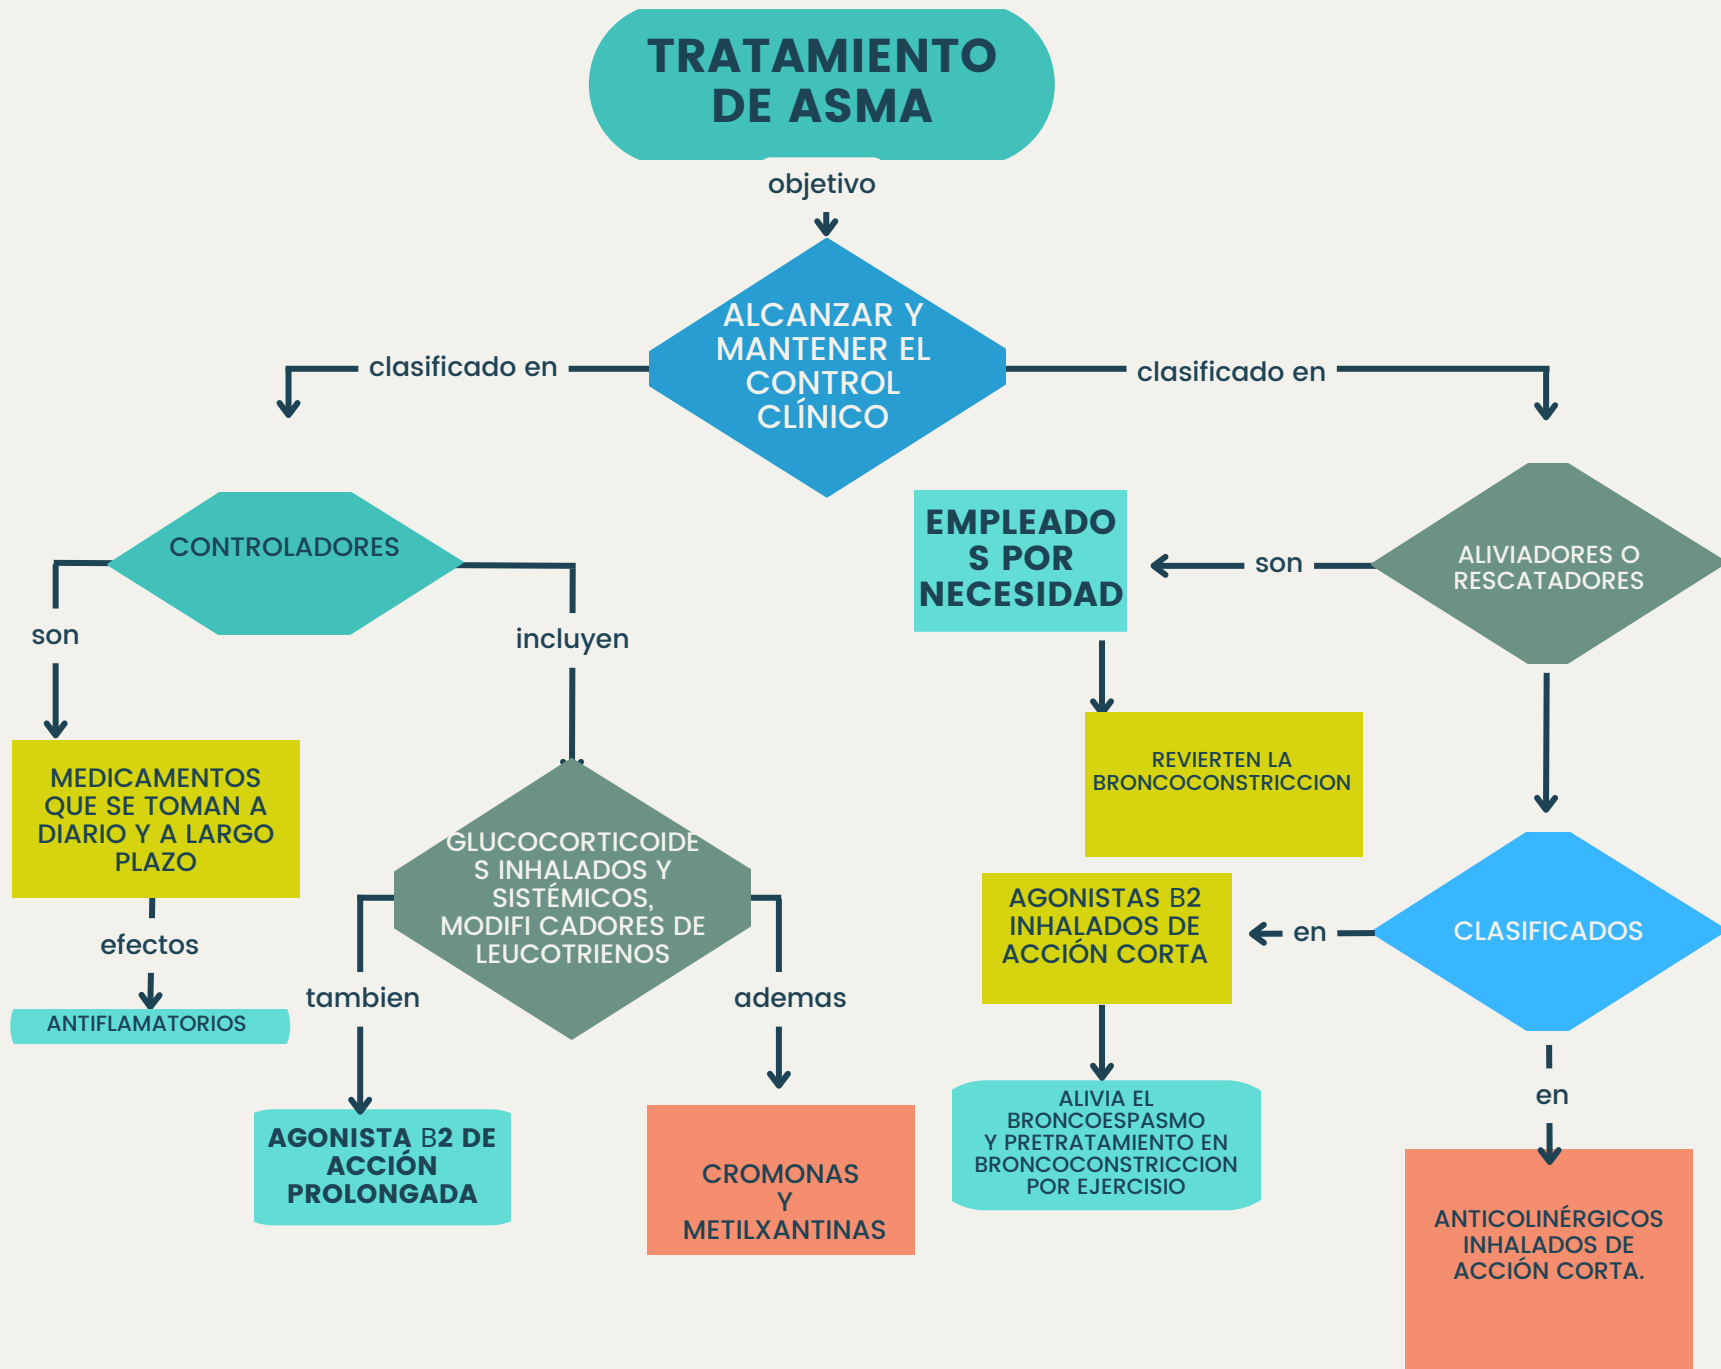 TRATAMIENTO
DE ASMA
objetivo
ALCANZAR Y
MANTENER EL
CONTROL
CLÍNICO
clasificado en
clasificado en
CONTROLADORES
son
incluyen
MEDICAMENTOS
QUE SE TOMAN A
DIARIO Y A LARGO
PLAZO
efectos
ANTIFLAMATORIOS
GLUCOCORTICOIDE
S INHALADOS Y
SISTÉMICOS,
MODIFI CADORES DE
LEUCOTRIENOS
tambien
ademas
AGONISTA B2 DE
ACCIÓN
PROLONGADA
CROMONAS
Y
METILXANTINAS
ALIVIADORES O
RESCATADORES
son
EMPLEADO
S POR
NECESIDAD
REVIERTEN LA
BRONCOCONSTRICCION
CLASIFICADOS
en
AGONISTAS B2
INHALADOS DE
ACCIÓN CORTA
ALIVIA EL
BRONCOESPASMO
Y PRETRATAMIENTO EN
BRONCOCONSTRICCION
POR EJERCISIO
en
ANTICOLINÉRGICOS
INHALADOS DE
ACCIÓN CORTA.